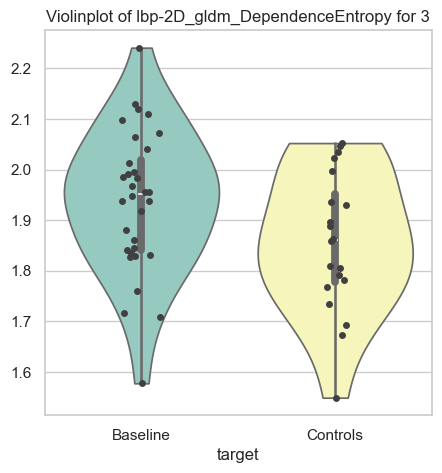 Violinplot of lbp-2D_gldm_DependenceEntropy for 3
2.2
2.1
2.0
1.9
1.8
1.7
1.6
Baseline Controls
target